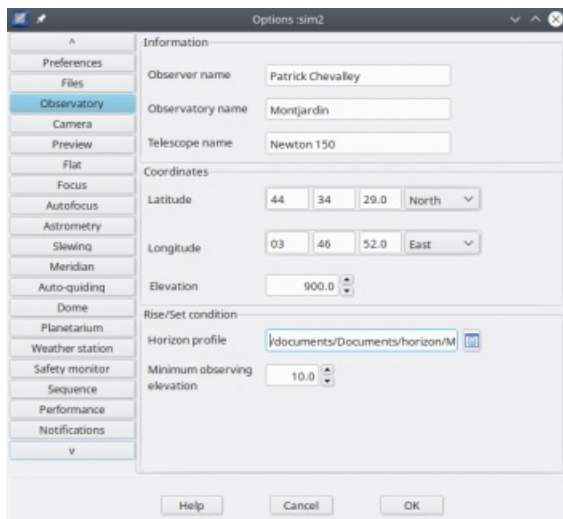 Options :sim2
Preferences
Files
Observatory
Camera
Preview
Flat
Focus
Autofocus
Astrometry
Slewing
Meridian
Auto-guiding
Dome
Planetarium
Weather station
Safety monitor
Sequence
Performance
Notifications
Information
Observer name Patrick Chevalley
Observatory name Montjardin
Telescope name Newton 150
Coordinates
Latitude 44 34 29.0 North
Longitude 03 46 52.0 East
Elevation 900.0
Rise/Set condition
Horizon profile /documents/Documents/horizon/M
Minimum observing
elevation 10.0
Help Cancel OK